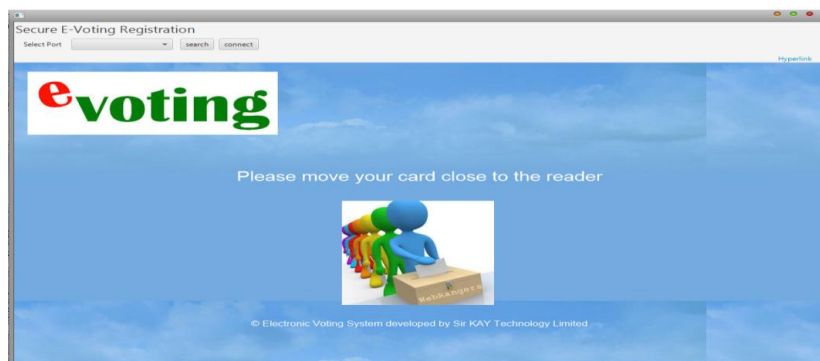 Secure E-Voting Registration
Select Port search connect
Hyperlink
evoting
Please move your card close to the reader
WebRangers
© Electronic Voting System developed by Sir KAY Technology Limited